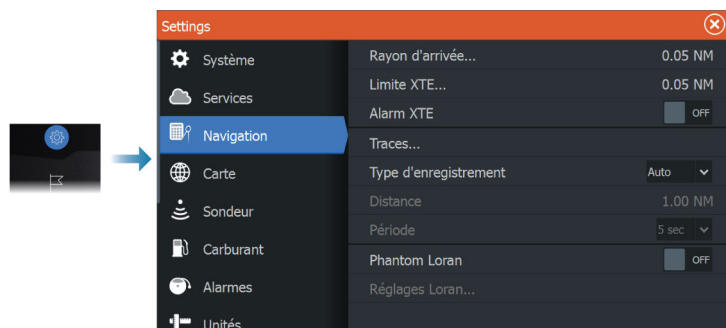 Settings
Système
Services
Navigation
Carte
Sondeur
Carburant
Alarmes
Unités
Rayon d'arrivée... 0.05 NM
Limite XTE... 0.05 NM
Alarm XTE OFF
Traces...
Type d'enregistrement Auto
Distance 1.00 NM
Période 5 sec
Phantom Loran OFF
Réglages Loran...